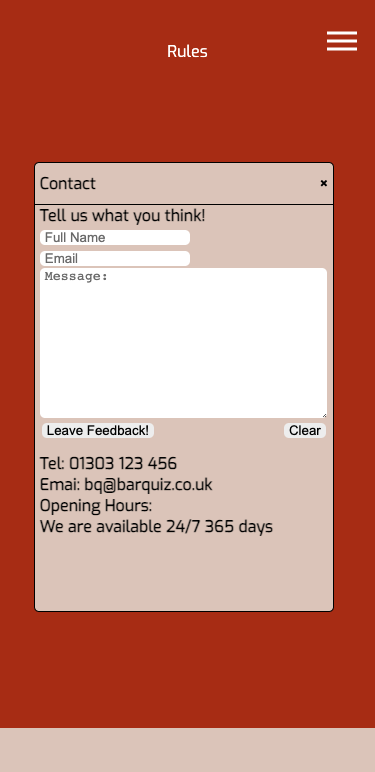 Rules
Contact ×
Tell us what you think!
Full Name
Email
Message:
Leave Feedback! Clear
Tel: 01303 123 456
Emai: bq@barquiz.co.uk
Opening Hours:
We are available 24/7 365 days